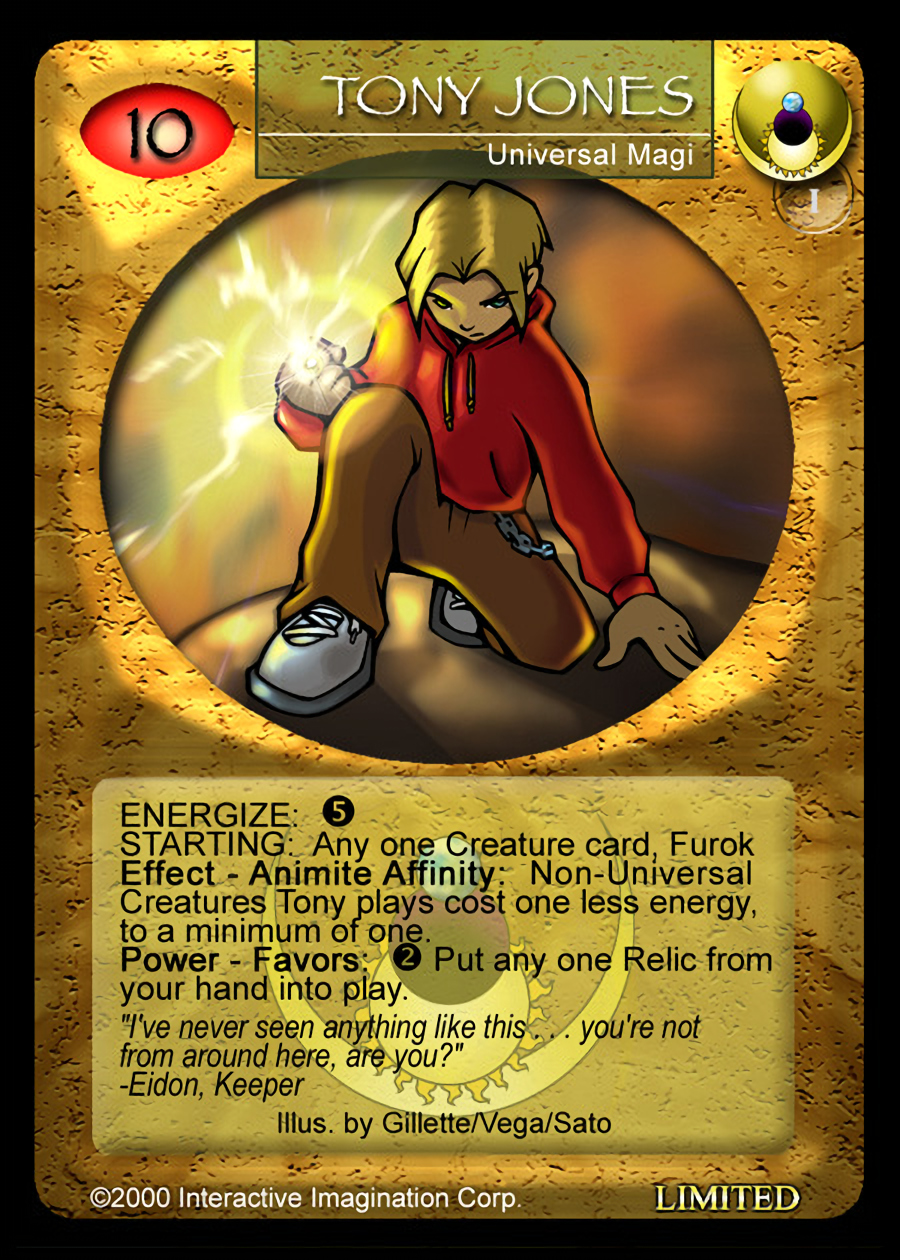 10
TONY JONES
Universal Magi
I
ENERGIZE: 5
STARTING: Any one Creature card, Furok
Effect - Animite Affinity: Non-Universal
Creatures Tony plays cost one less energy,
to a minimum of one.
Power - Favors: 2 Put any one Relic from
your hand into play.
"I've never seen anything like this . . . you're not
from around here, are you?"
-Eidon, Keeper
Illus. by Gillette/Vega/Sato
©2000 Interactive Imagination Corp.
LIMITED